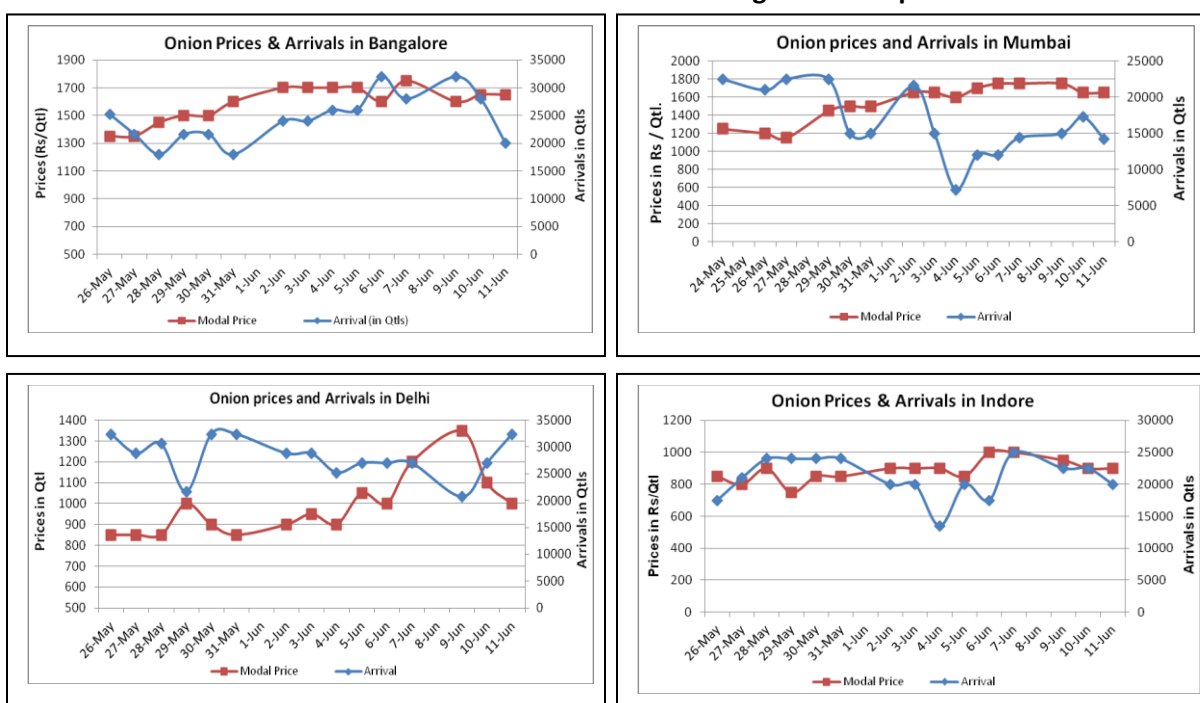 Onion Prices & Arrivals in Bangalore
Prices (Rs/Qtl)
1900
1700
1500
1300
1100
900
700
500
35000
30000
25000
20000
15000
10000
5000
0
Arrivals in Qtls
26-May
27-May
28-May
29-May
30-May
31-May
1-Jun
2-Jun
3-Jun
4-Jun
5-Jun
6-Jun
7-Jun
8-Jun
9-Jun
10-Jun
11-Jun
Modal Price Arrival (in Qtls)
Onion prices and Arrivals in Mumbai
Prices in Rs / Qtl.
2000
1800
1600
1400
1200
1000
800
600
400
200
0
25000
20000
15000
10000
5000
0
Arrivals in Qtls
24-May
25-May
26-May
27-May
28-May
29-May
30-May
31-May
1-Jun
2-Jun
3-Jun
4-Jun
5-Jun
6-Jun
7-Jun
8-Jun
9-Jun
10-Jun
11-Jun
Modal Price Arrival
Onion prices and Arrivals in Delhi
Prices in Qtl
1400
1300
1200
1100
1000
900
800
700
600
500
35000
30000
25000
20000
15000
10000
5000
0
Arrivals in Qtls
26-May
27-May
28-May
29-May
30-May
31-May
1-Jun
2-Jun
3-Jun
4-Jun
5-Jun
6-Jun
7-Jun
8-Jun
9-Jun
10-Jun
11-Jun
Modal Price Arrival
Onion Prices & Arrivals in Indore
Prices in Rs/Qtl
1200
1000
800
600
400
200
0
30000
25000
20000
15000
10000
5000
0
Arrivals in Qtls
26-May
27-May
28-May
29-May
30-May
31-May
1-Jun
2-Jun
3-Jun
4-Jun
5-Jun
6-Jun
7-Jun
8-Jun
9-Jun
10-Jun
11-Jun
Modal Price Arrival